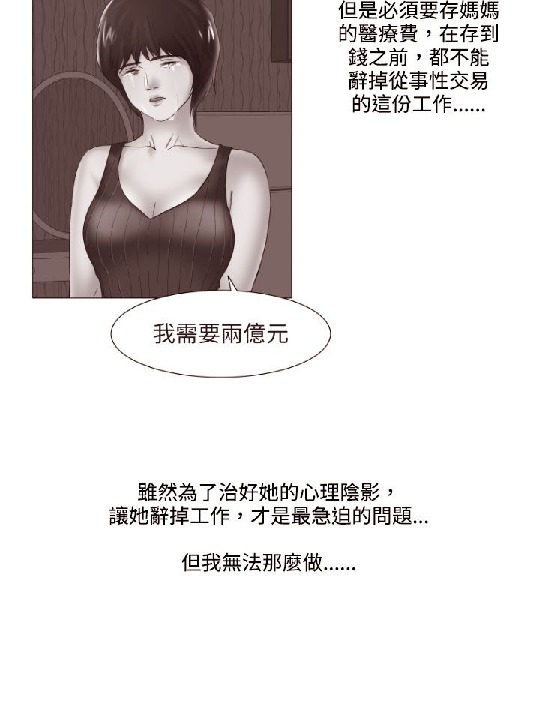 但是必須要存媽媽
的醫療費，在存到
錢之前，都不能
辭掉從事性交易
的這份工作......
我需要兩億元
雖然為了治好她的心理陰影，
讓她辭掉工作，才是最急迫的問題...
但我無法那麼做......